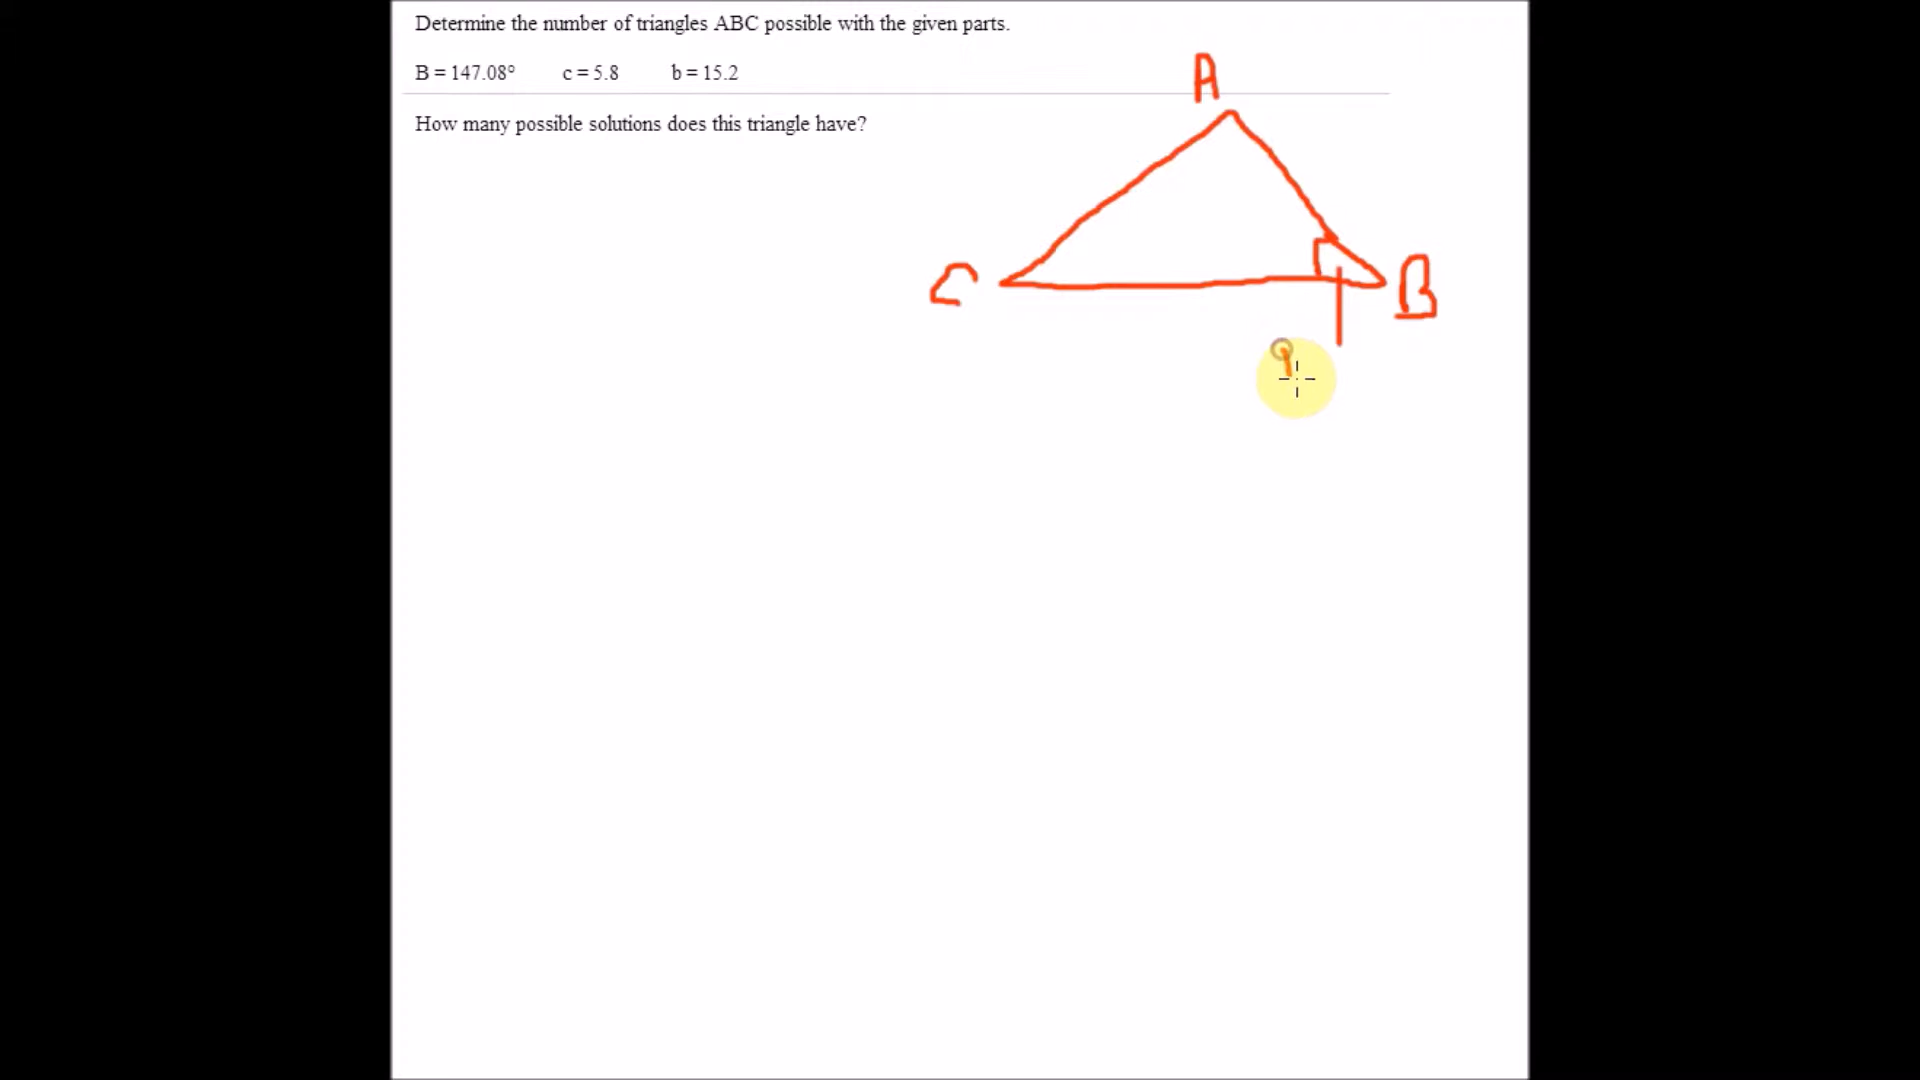 Determine the number of triangles ABC possible with the given parts.
B = 147.08° c = 5.8 b = 15.2
How many possible solutions does this triangle have?
A
C
B